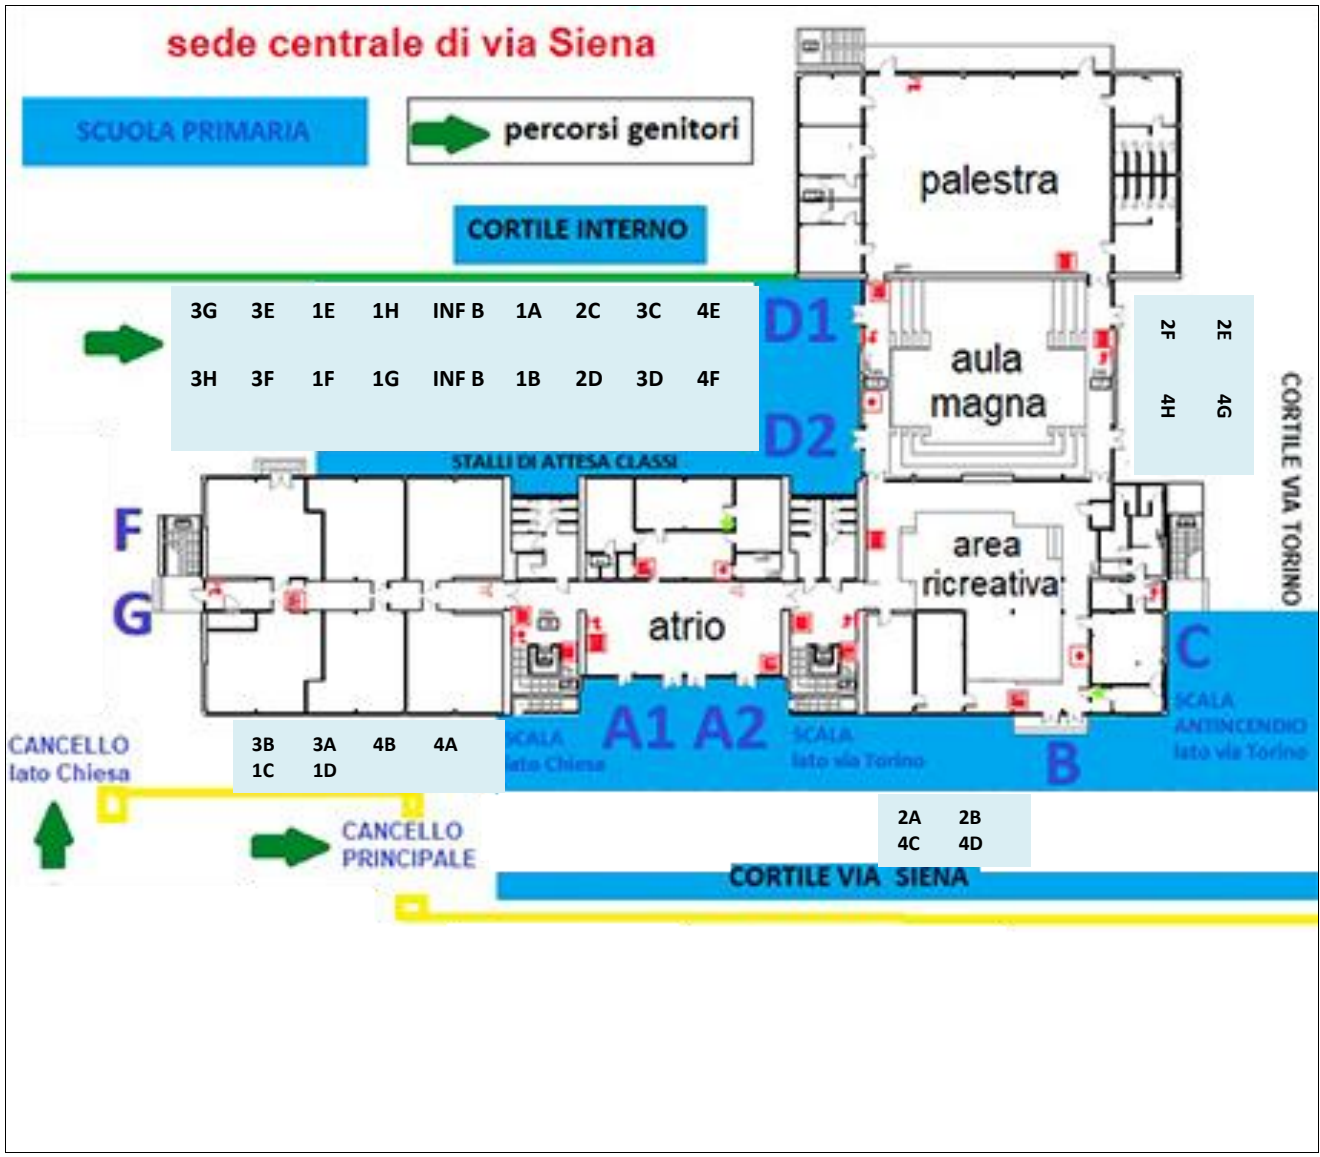 sede centrale di via Siena
SCUOLA PRIMARIA
percorsi genitori
CORTILE INTERNO
palestra
3G 3E 1E 1H INF B 1A 2C 3C 4E
3H 3F 1F 1G INF B 1B 2D 3D 4F
D1
D2
STALLI DI ATTESA CLASSI
aula
magna
2F 2E
4H 4G
CORTILE VIA TORINO
F
G
area
ricreativa
atrio
C
SCALA
ANTINCENDIO
lato via Torino
A1 A2
SCALA
lato Chiesa
SCALA
lato via Torino
B
CANCELLO
lato Chiesa
3B 3A 4B 4A
1C 1D
CANCELLO
PRINCIPALE
2A 2B
4C 4D
CORTILE VIA SIENA